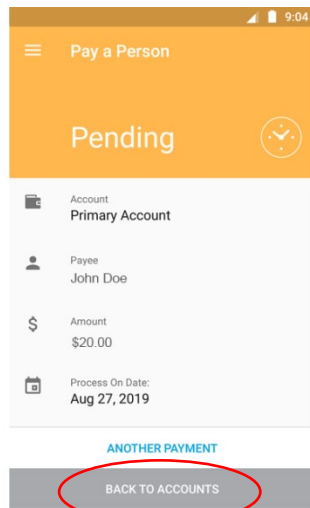 9:04
Pay a Person
Pending
Account
Primary Account
Payee
John Doe
$
Amount
$20.00
Process On Date:
Aug 27, 2019
ANOTHER PAYMENT
BACK TO ACCOUNTS